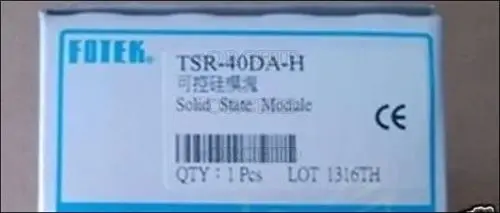 FOTEK®
TSR-40DA-H
可控硅模塊
Solid State Module
CE
QTY：1 Pcs LOT 1316TH